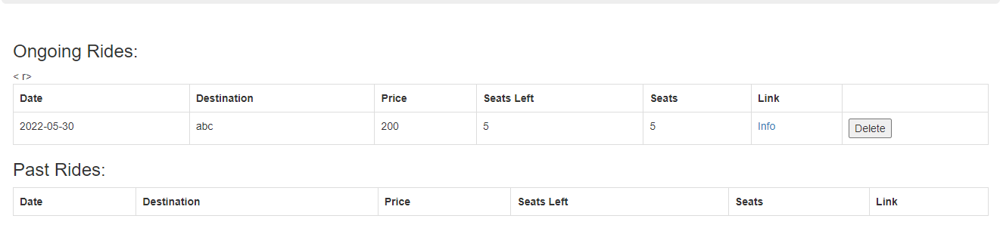 Ongoing Rides:
< r>
Date Destination Price Seats Left Seats Link
2022-05-30 abc 200 5 5 Info Delete
Past Rides:
Date Destination Price Seats Left Seats Link